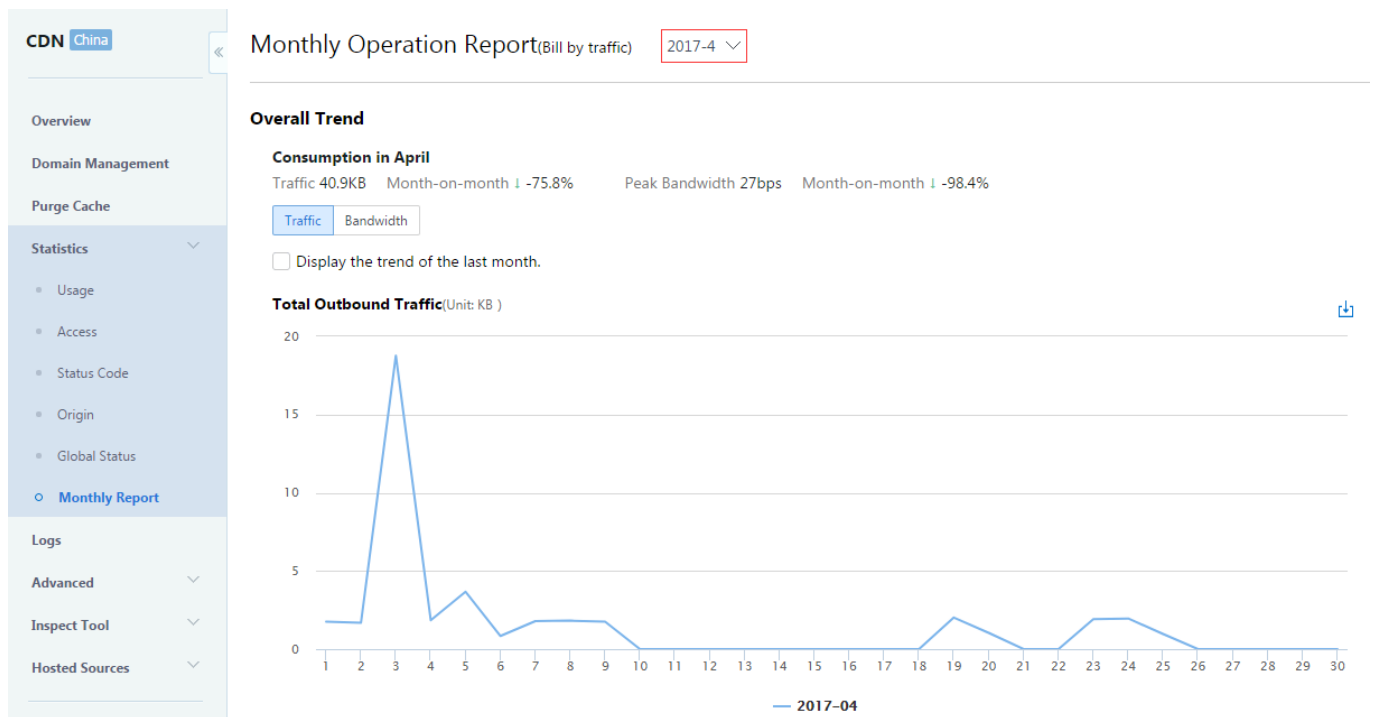 CDN China
Overview
Domain Management
Purge Cache
Statistics
Usage
Access
Status Code
Origin
Global Status
Monthly Report
Logs
Advanced
Inspect Tool
Hosted Sources
«
Monthly Operation Report(Bill by traffic) 2017-4
Overall Trend
Consumption in April
Traffic 40.9KB Month-on-month ↓ -75.8% Peak Bandwidth 27bps Month-on-month ↓ -98.4%
Traffic Bandwidth
Display the trend of the last month.
Total Outbound Traffic(Unit: KB )
20
15
10
5
0
1 2 3 4 5 6 7 8 9 10 11 12 13 14 15 16 17 18 19 20 21 22 23 24 25 26 27 28 29 30
2017-04